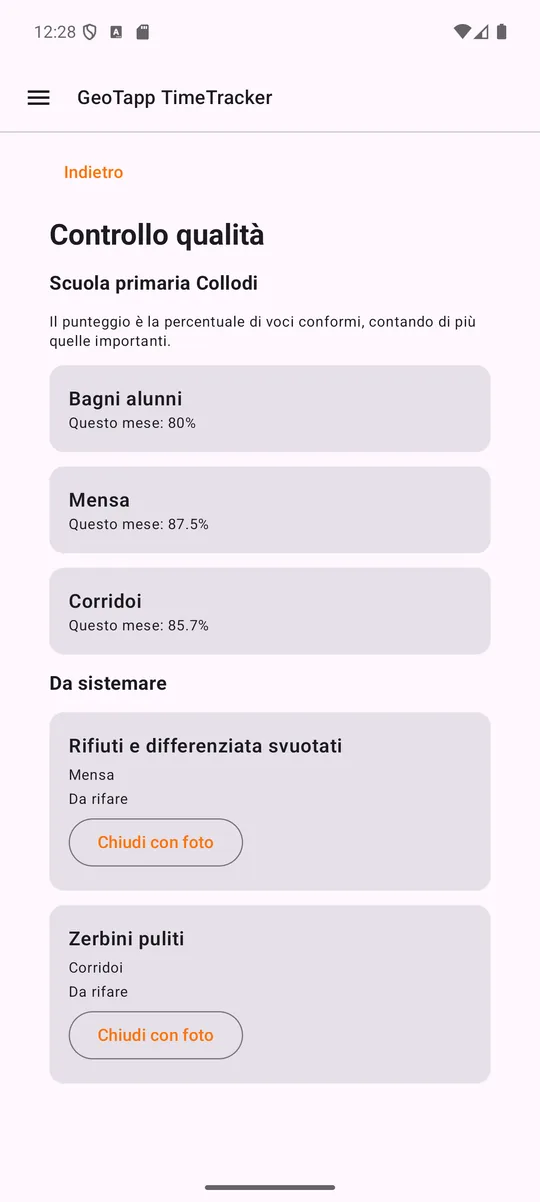 12:28
GeoTapp TimeTracker
Indietro
Controllo qualità
Scuola primaria Collodi
Il punteggio è la percentuale di voci conformi, contando di più
quelle importanti.
Bagni alunni
Questo mese: 80%
Mensa
Questo mese: 87.5%
Corridoi
Questo mese: 85.7%
Da sistemare
Rifiuti e differenziata svuotati
Mensa
Da rifare
Chiudi con foto
Zerbini puliti
Corridoi
Da rifare
Chiudi con foto